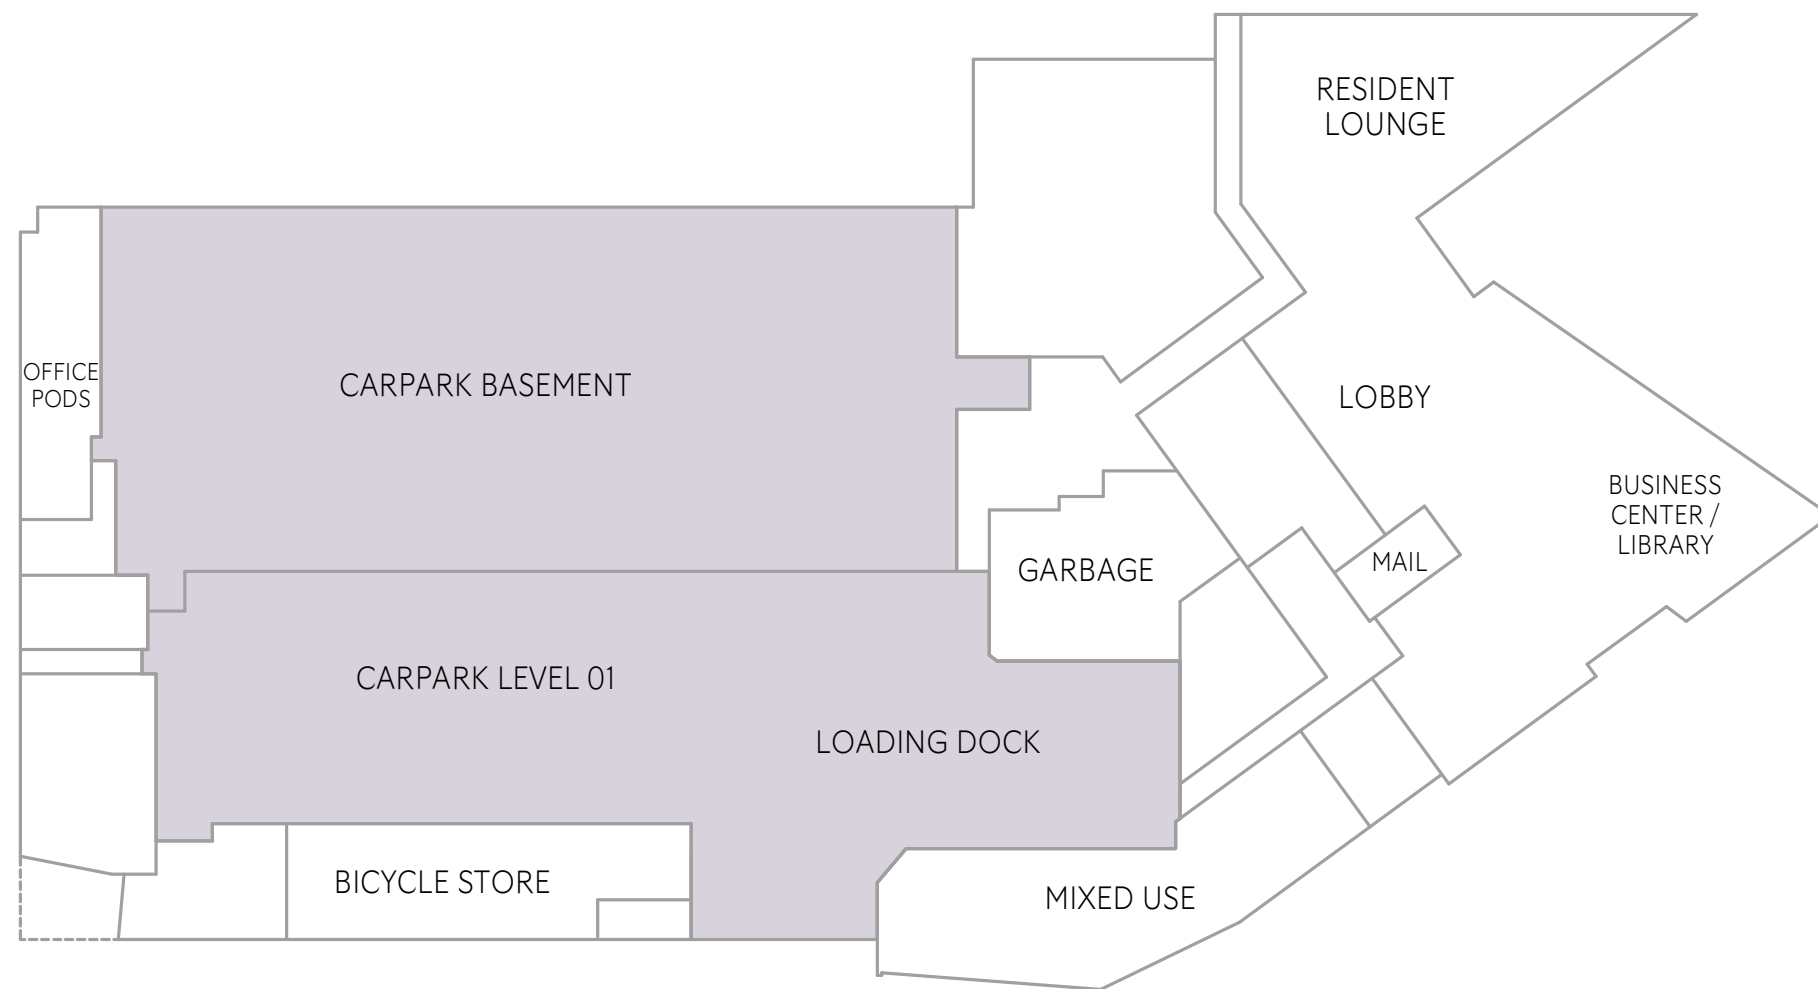 RESIDENT
LOUNGE
OFFICE
PODS
CARPARK BASEMENT
LOBBY
BUSINESS
CENTER /
LIBRARY
GARBAGE
MAIL
CARPARK LEVEL 01
LOADING DOCK
BICYCLE STORE
MIXED USE